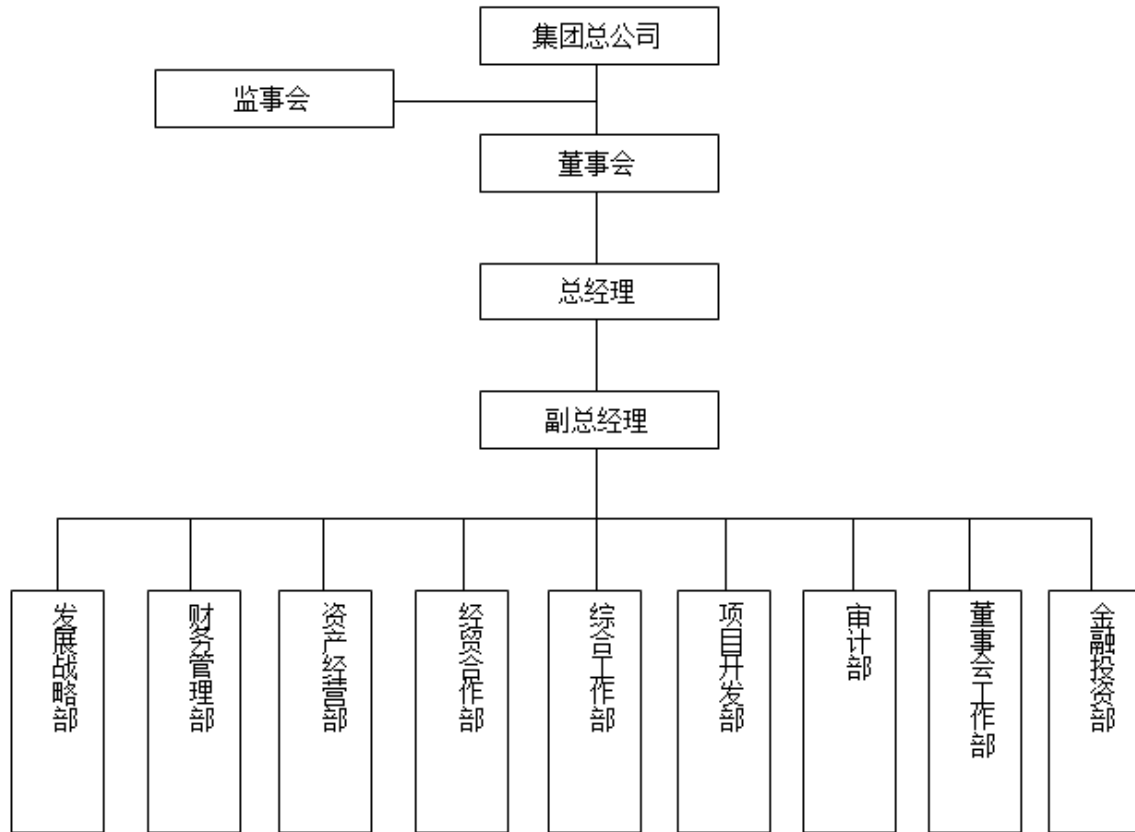 集团总公司
监事会
董事会
总经理
副总经理
发展战略部
财务管理部
资产经营部
经贸合作部
综合工作部
项目开发部
审计部
董事会工作部
金融投资部